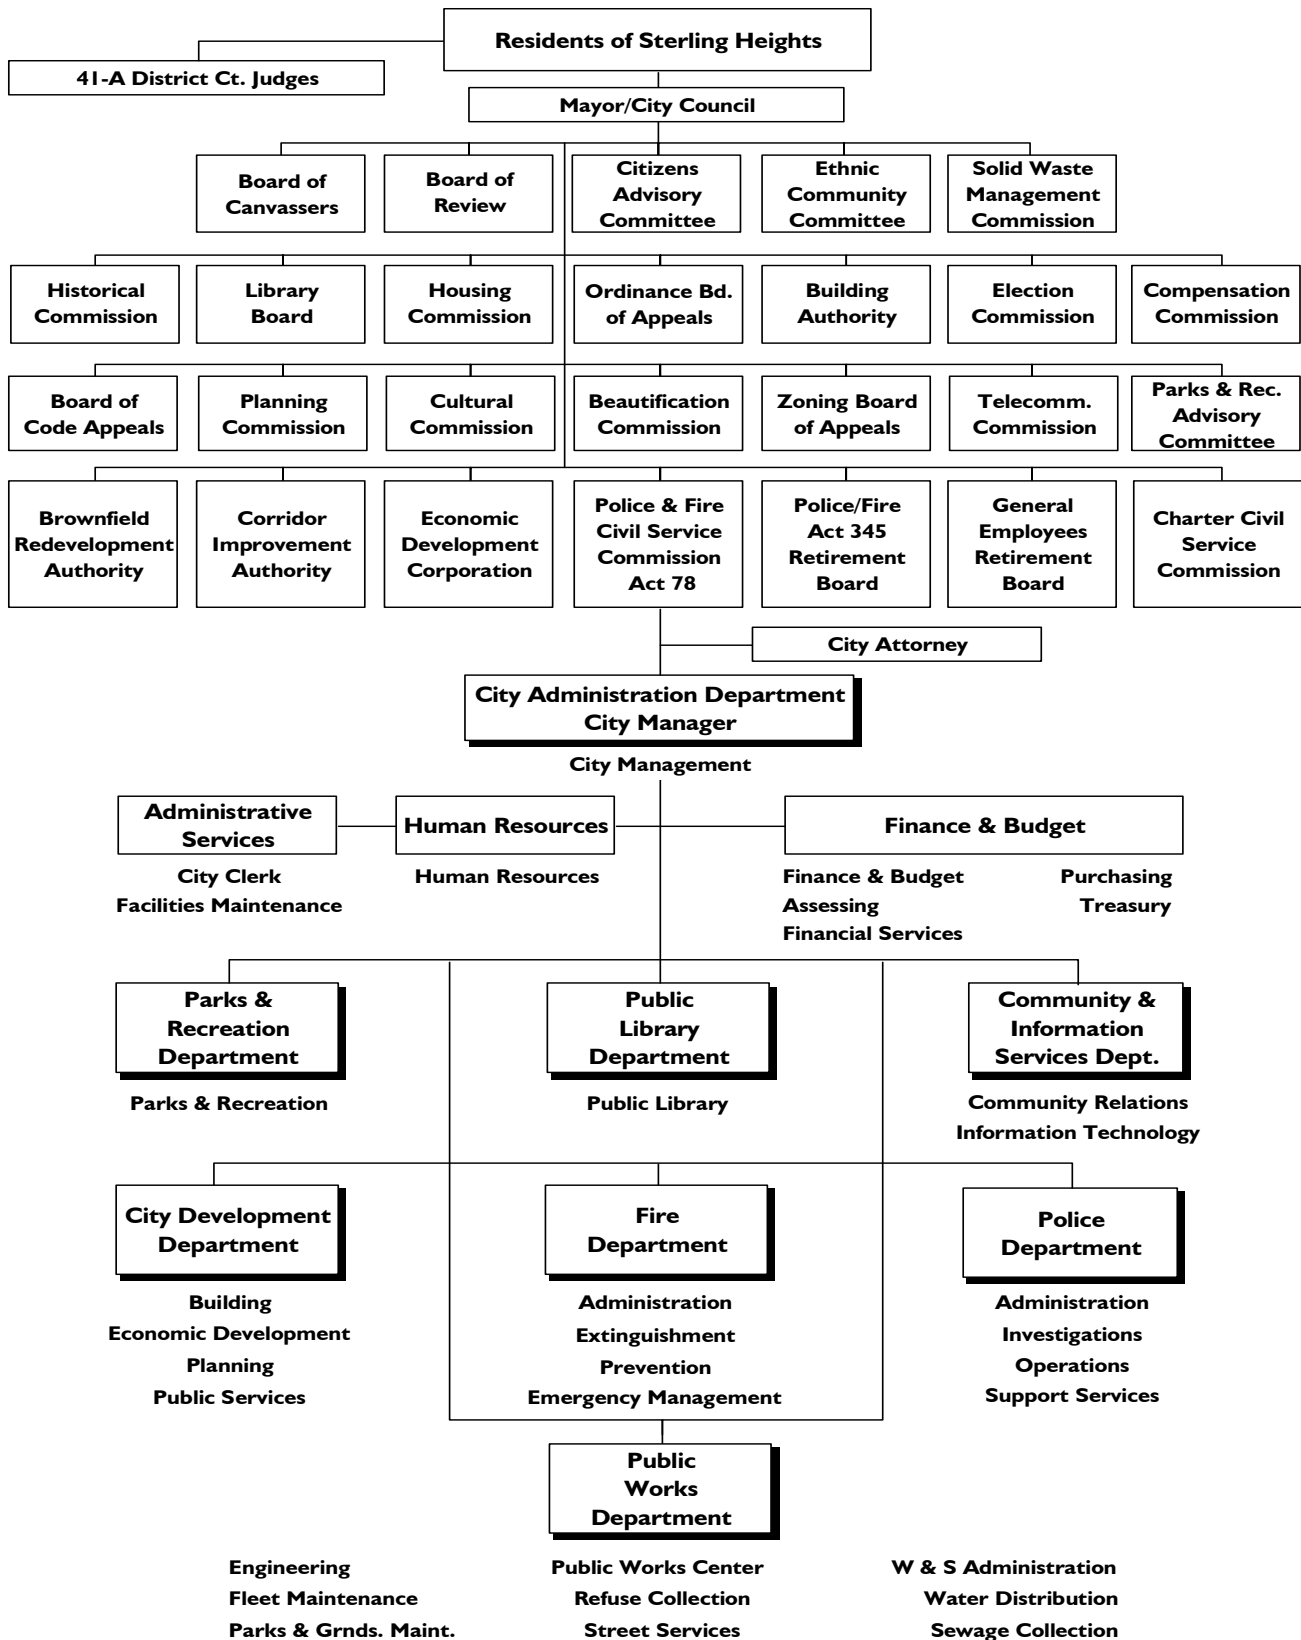 Residents of Sterling Heights
41-A District Ct. Judges
Mayor/City Council
Board of
Canvassers
Board of
Review
Citizens
Advisory
Committee
Ethnic
Community
Committee
Solid Waste
Management
Commission
Historical
Commission
Library
Board
Housing
Commission
Ordinance Bd.
of Appeals
Building
Authority
Election
Commission
Compensation
Commission
Board of
Code Appeals
Planning
Commission
Cultural
Commission
Beautification
Commission
Zoning Board
of Appeals
Telecomm.
Commission
Parks & Rec.
Advisory
Committee
Brownfield
Redevelopment
Authority
Corridor
Improvement
Authority
Economic
Development
Corporation
Police & Fire
Civil Service
Commission
Act 78
Police/Fire
Act 345
Retirement
Board
General
Employees
Retirement
Board
Charter Civil
Service
Commission
City Attorney
City Administration Department
City Manager
City Management
Administrative
Services
City Clerk
Facilities Maintenance
Human Resources
Human Resources
Finance & Budget
Finance & Budget
Assessing
Financial Services
Purchasing
Treasury
Parks &
Recreation
Department
Parks & Recreation
Public
Library
Department
Public Library
Community &
Information
Services Dept.
Community Relations
Information Technology
City Development
Department
Building
Economic Development
Planning
Public Services
Fire
Department
Administration
Extinguishment
Prevention
Emergency Management
Police
Department
Administration
Investigations
Operations
Support Services
Public
Works
Department
Engineering
Fleet Maintenance
Parks & Grnds. Maint.
Public Works Center
Refuse Collection
Street Services
W & S Administration
Water Distribution
Sewage Collection